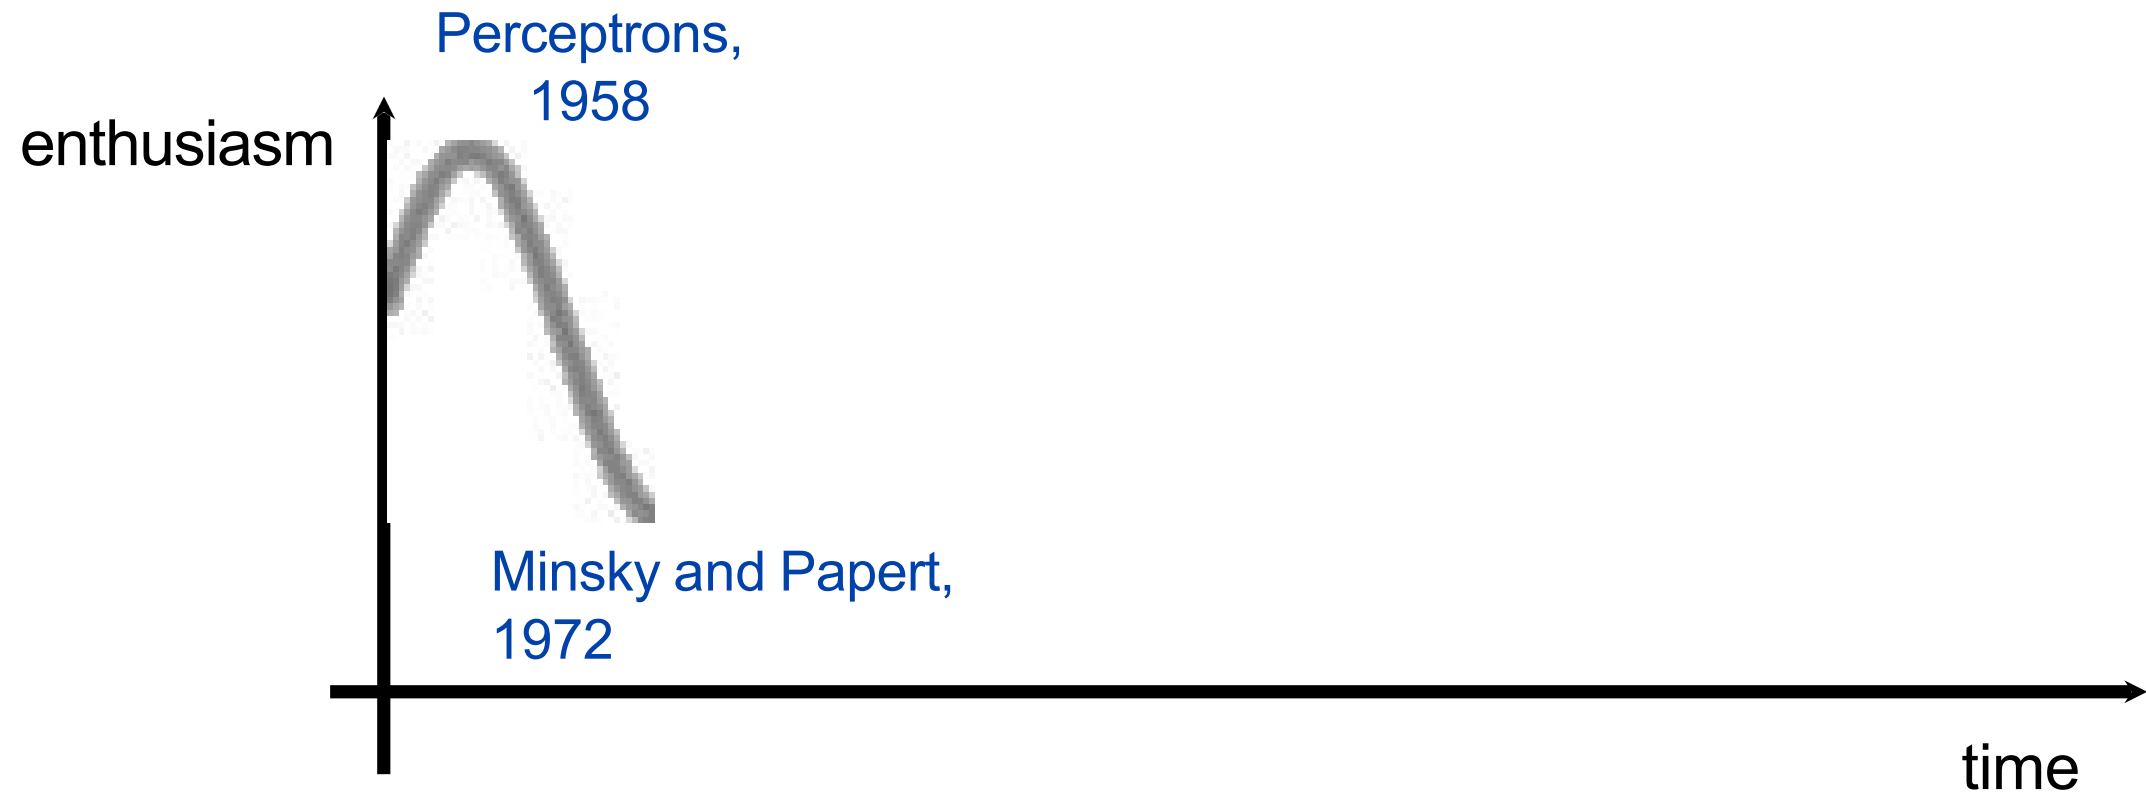 Perceptrons,
1958
enthusiasm
Minsky and Papert,
1972
time